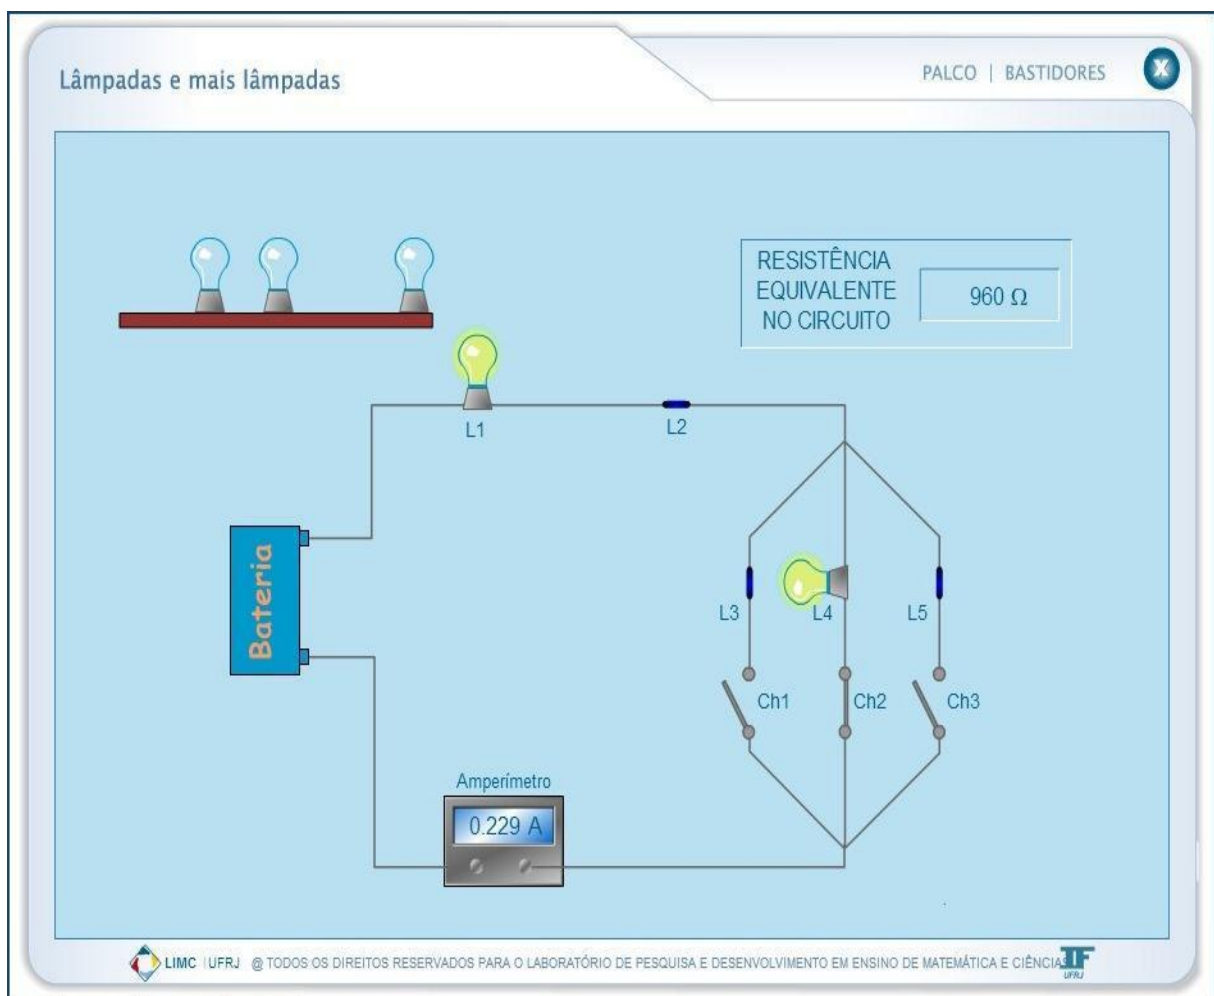 Lâmpadas e mais lâmpadas
PALCO | BASTIDORES
X
RESISTÊNCIA
EQUIVALENTE
NO CIRCUITO
960 Ω
L1
L2
Bateria
L3
L4
L5
Ch1
Ch2
Ch3
Amperímetro
0.229 A
LIMC | UFRJ @ TODOS OS DIREITOS RESERVADOS PARA O LABORATÓRIO DE PESQUISA E DESENVOLVIMENTO EM ENSINO DE MATEMÁTICA E CIÊNCIAS
IF
UFRJ